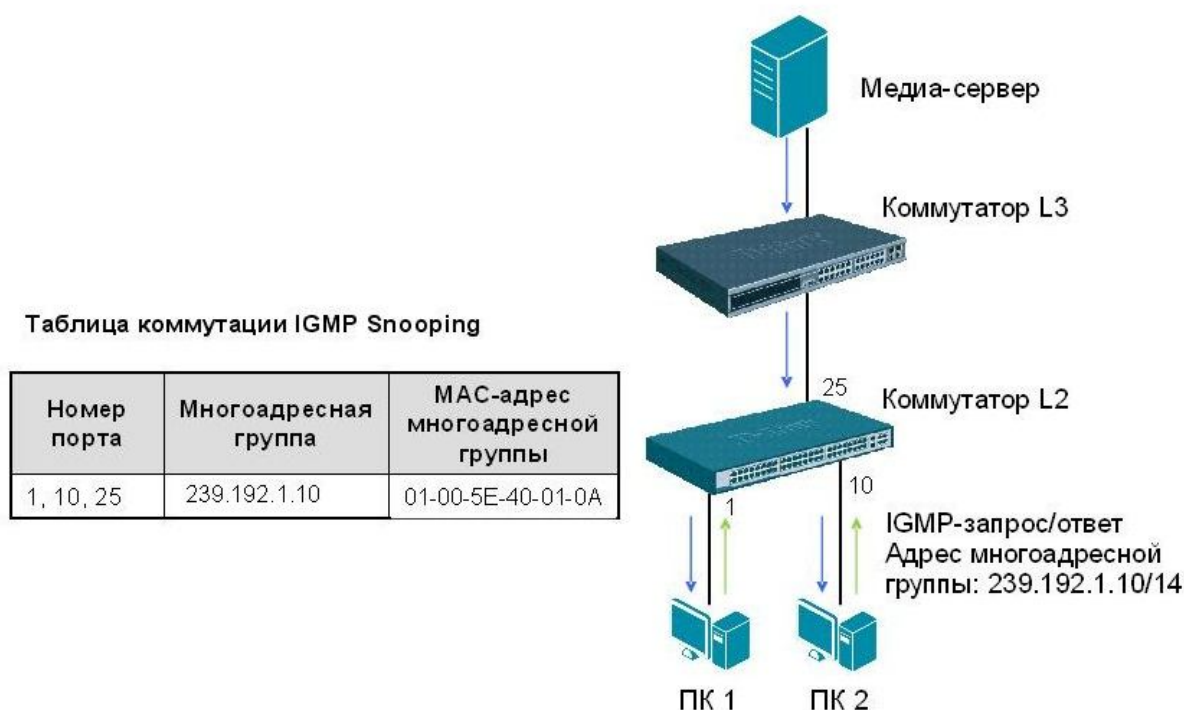 Медиа-сервер
Коммутатор L3
Таблица коммутации IGMP Snooping
Номер
порта
Многоадресная
группа
MAC-адрес
многоадресной
группы
1, 10, 25
239.192.1.10
01-00-5E-40-01-0A
25
Коммутатор L2
1
10
IGMP-запрос/ответ
Адрес многоадресной
группы: 239.192.1.10/14
ПК 1
ПК 2